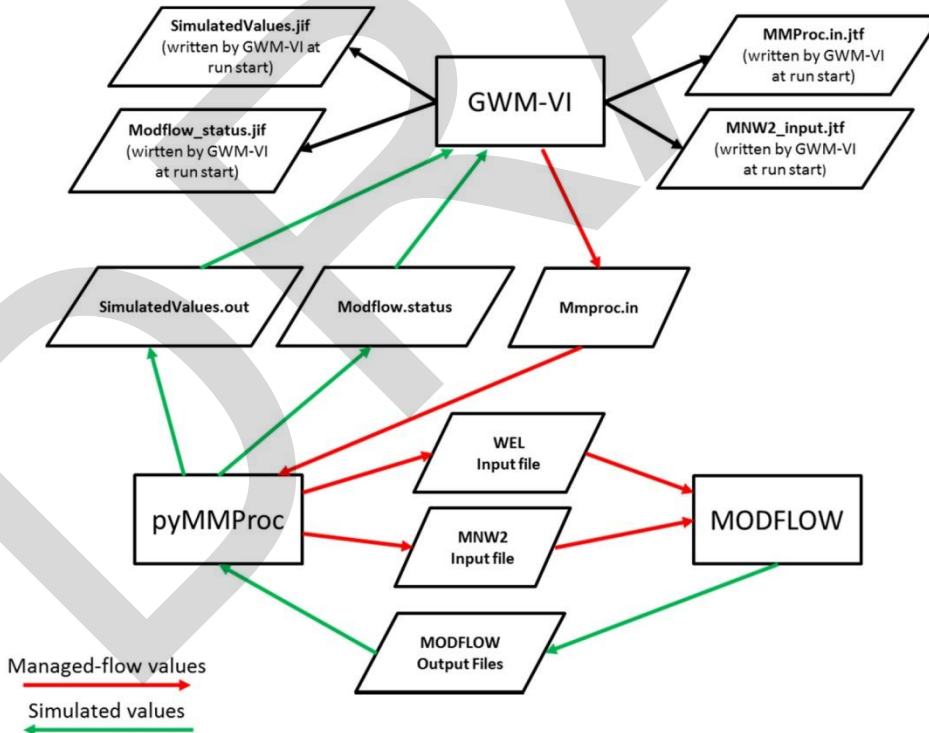 SimulatedValues.jif
(written by GWM-VI at
run start)
MMProc.in.jtf
(written by GWM-VI
at run start)
GWM-VI
Modflow_status.jif
(wirtten by GWM-VI
at run start)
MNW2_input.jtf
(written by GWM-VI
at run start)
SimulatedValues.out
Modflow.status
Mmproc.in
WEL
Input file
pyMMProc
MODFLOW
MNW2
Input file
MODFLOW
Output Files
Managed-flow values
Simulated values
DRA